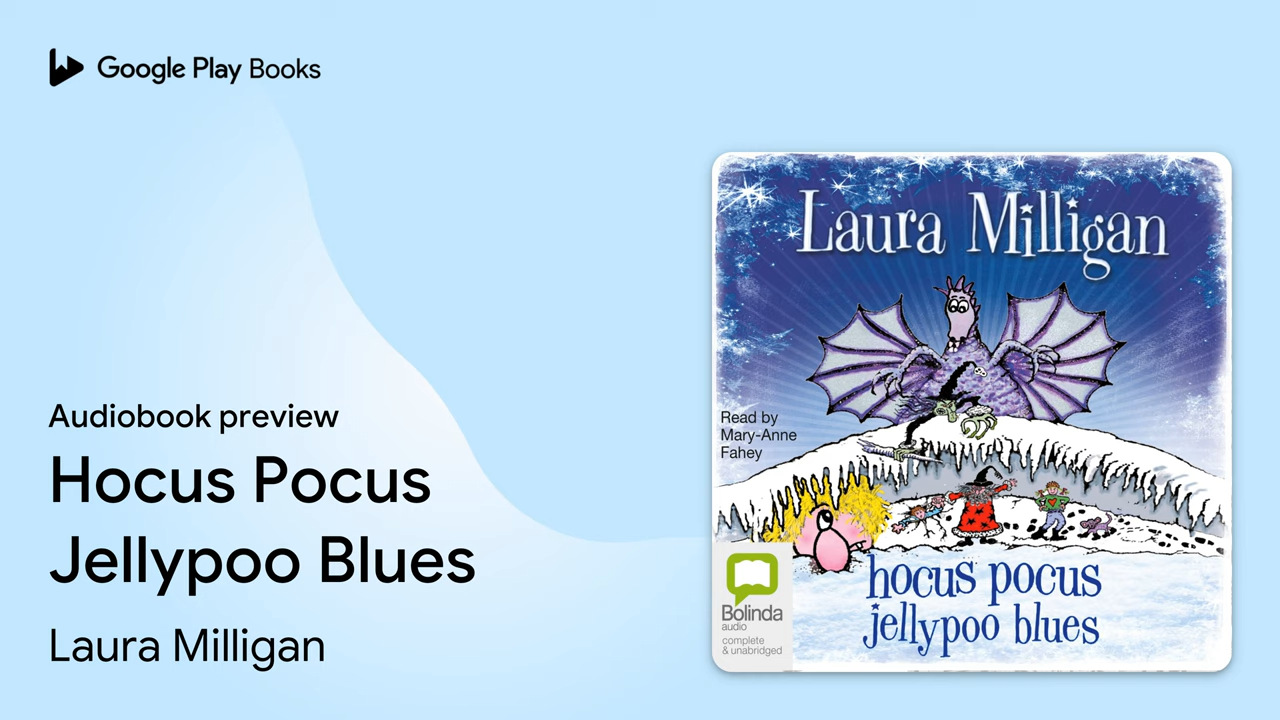 Google Play Books
Audiobook preview
Hocus Pocus
Jellypoo Blues
Laura Milligan
Laura Milligan
Read by
Mary-Anne
Fahey
Bolinda
audio
complete
& unabridged
hocus pocus
jellypoo blues